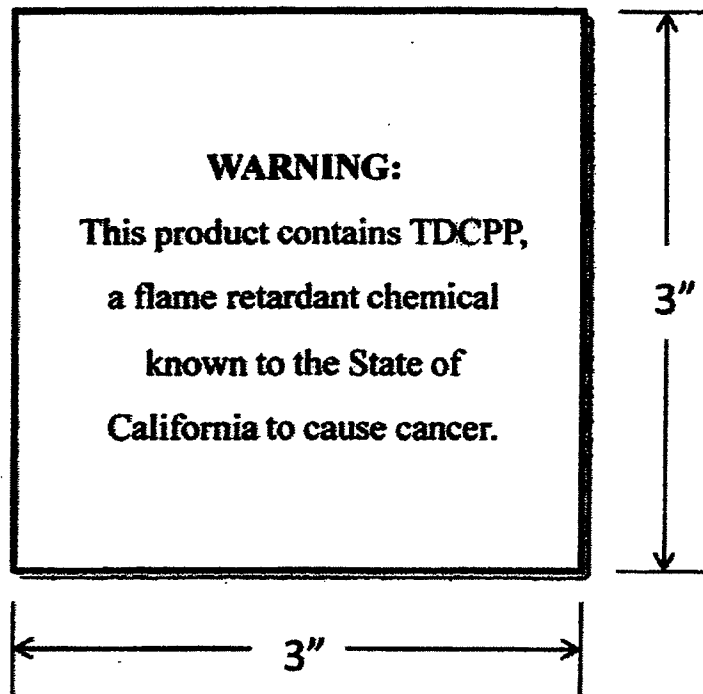 WARNING:
This product contains TDCPP,
a flame retardant chemical
known to the State of
California to cause cancer.
3"
3"